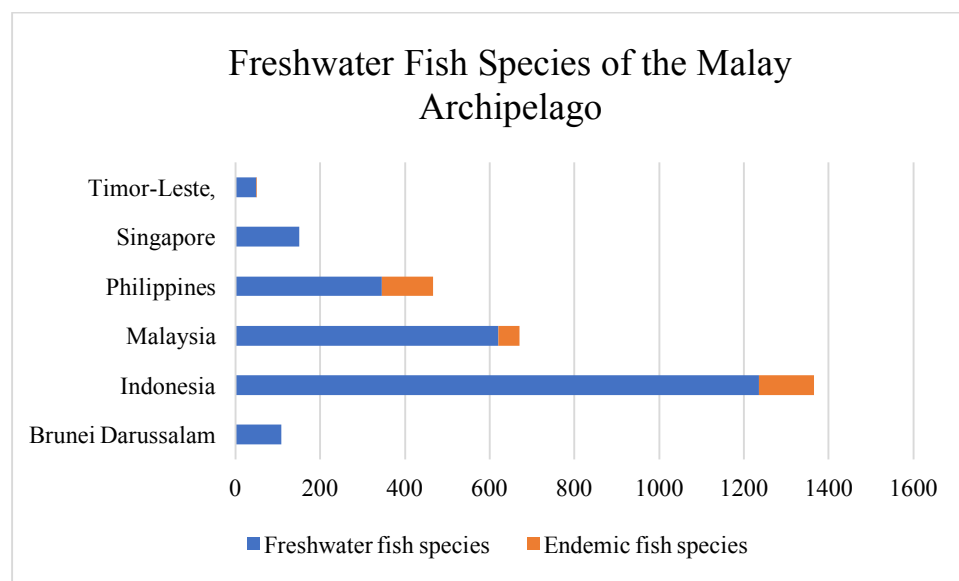 Freshwater Fish Species of the Malay
Archipelago
Timor-Leste,
Singapore
Philippines
Malaysia
Indonesia
Brunei Darussalam
0 200 400 600 800 1000 1200 1400 1600
Freshwater fish species Endemic fish species